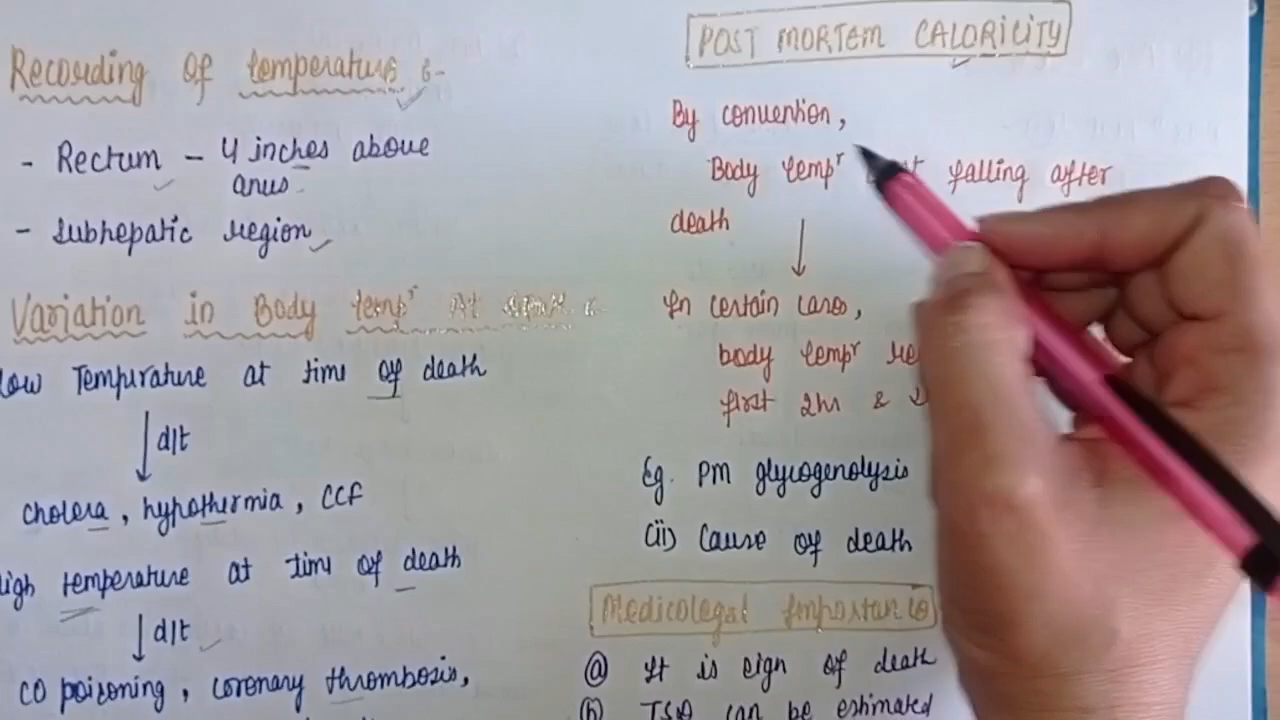 Recording of temperature :-
- Rectum - 4 inches above
anus
- Subhepatic region
Variation in Body tempr At
low Temperature at time of death
d/t
cholera, hypothermia, CCF
temperature at time of death
d/t
CO poisoning, coronary thrombosis,
POST MORTEM CALORICITY
By convention,
Body tempr falling after
death
In certain cases,
body tempr
first 2hr &
Eg. PM glycogenolysis
(ii) Cause of death
Medicolegal Importance
(a) It is sign of death
(b) TSD can be estimated